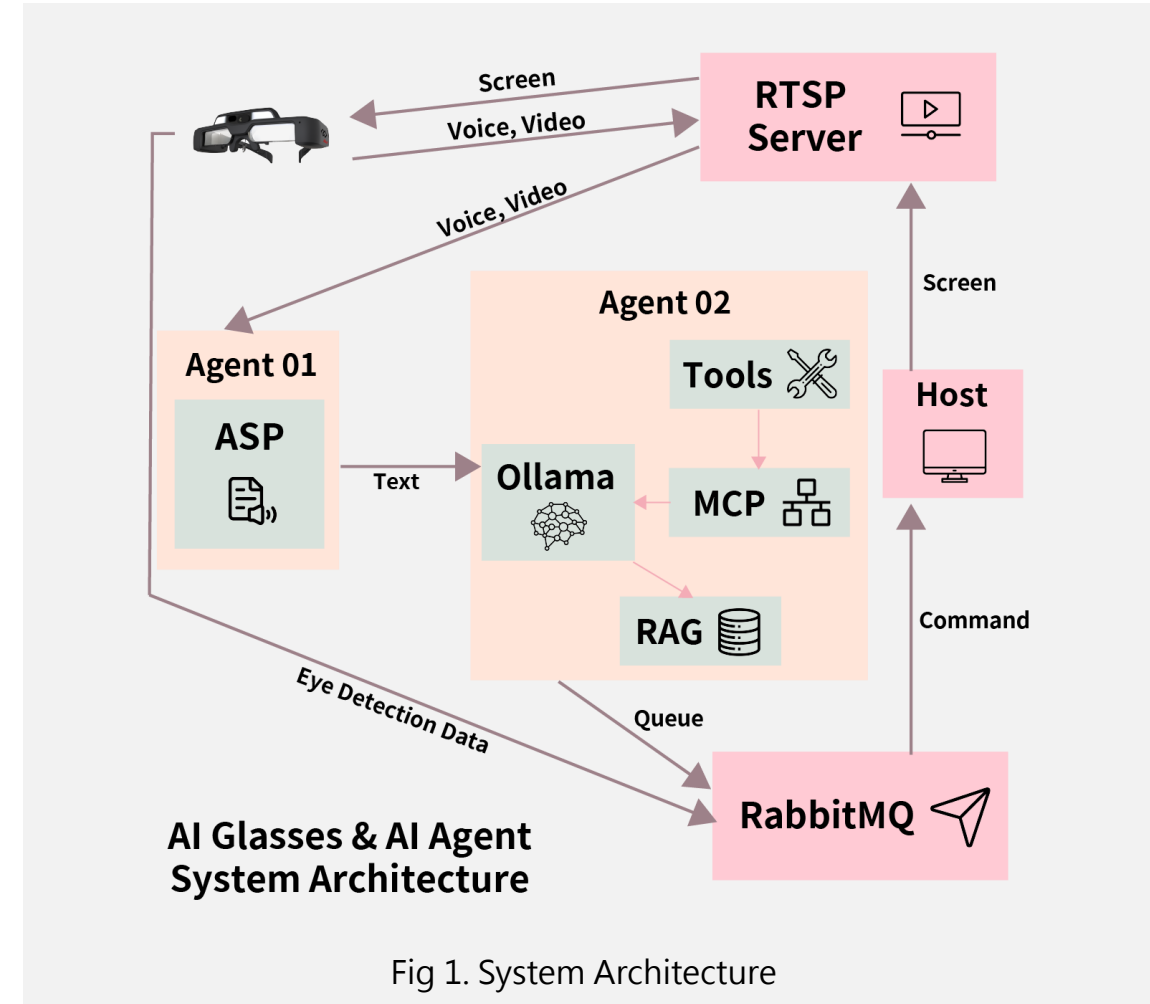 Screen
Voice, Video
RTSP
Server
Voice, Video
Agent 01
ASP
Text
Agent 02
Tools
Ollama
MCP
RAG
Screen
Host
Command
Eye Detection Data
Queue
RabbitMQ
AI Glasses & AI Agent
System Architecture
Fig 1. System Architecture